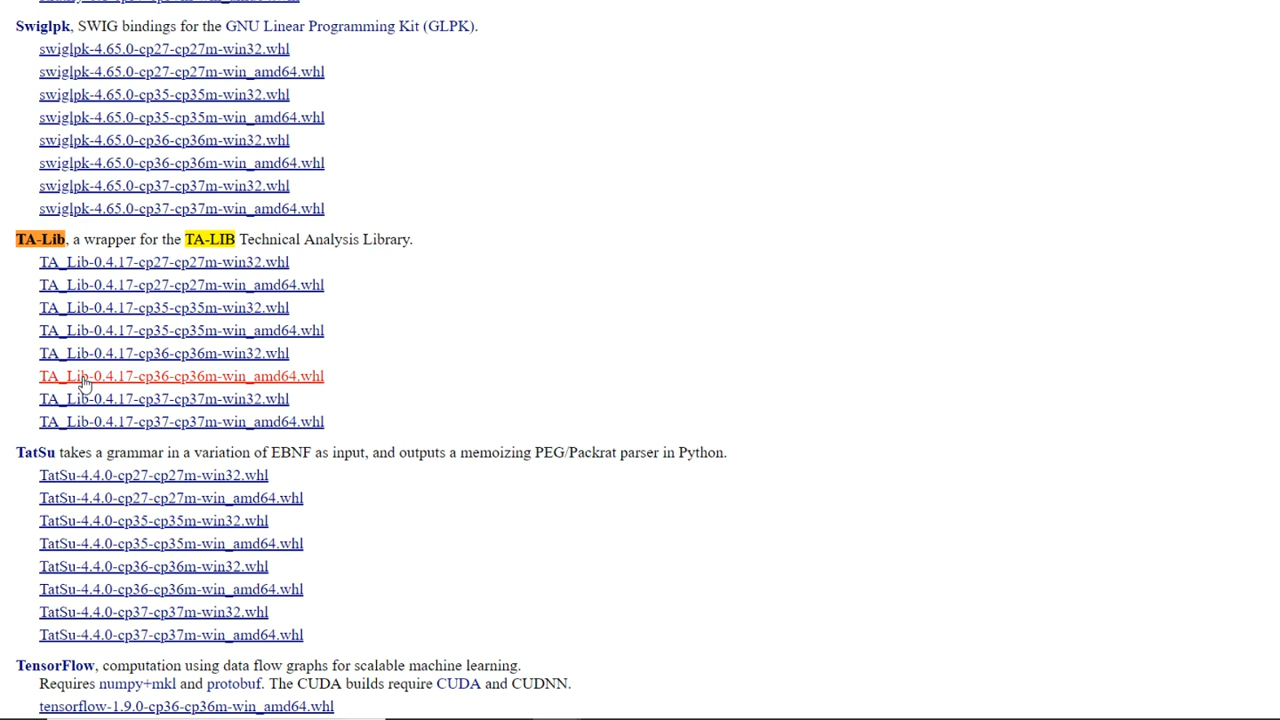 Swiglpk, SWIG bindings for the GNU Linear Programming Kit (GLPK).
swiglpk-4.65.0-cp27-cp27m-win32.whl
swiglpk-4.65.0-cp27-cp27m-win_amd64.whl
swiglpk-4.65.0-cp35-cp35m-win32.whl
swiglpk-4.65.0-cp35-cp35m-win_amd64.whl
swiglpk-4.65.0-cp36-cp36m-win32.whl
swiglpk-4.65.0-cp36-cp36m-win_amd64.whl
swiglpk-4.65.0-cp37-cp37m-win32.whl
swiglpk-4.65.0-cp37-cp37m-win_amd64.whl
TA-Lib, a wrapper for the TA-LIB Technical Analysis Library.
TA_Lib-0.4.17-cp27-cp27m-win32.whl
TA_Lib-0.4.17-cp27-cp27m-win_amd64.whl
TA_Lib-0.4.17-cp35-cp35m-win32.whl
TA_Lib-0.4.17-cp35-cp35m-win_amd64.whl
TA_Lib-0.4.17-cp36-cp36m-win32.whl
TA_Lib-0.4.17-cp36-cp36m-win_amd64.whl
TA_Lib-0.4.17-cp37-cp37m-win32.whl
TA_Lib-0.4.17-cp37-cp37m-win_amd64.whl
TatSu takes a grammar in a variation of EBNF as input, and outputs a memoizing PEG/Packrat parser in Python.
TatSu-4.4.0-cp27-cp27m-win32.whl
TatSu-4.4.0-cp27-cp27m-win_amd64.whl
TatSu-4.4.0-cp35-cp35m-win32.whl
TatSu-4.4.0-cp35-cp35m-win_amd64.whl
TatSu-4.4.0-cp36-cp36m-win32.whl
TatSu-4.4.0-cp36-cp36m-win_amd64.whl
TatSu-4.4.0-cp37-cp37m-win32.whl
TatSu-4.4.0-cp37-cp37m-win_amd64.whl
TensorFlow, computation using data flow graphs for scalable machine learning.
Requires numpy+mkl and protobuf. The CUDA builds require CUDA and CUDNN.
tensorflow-1.9.0-cp36-cp36m-win_amd64.whl